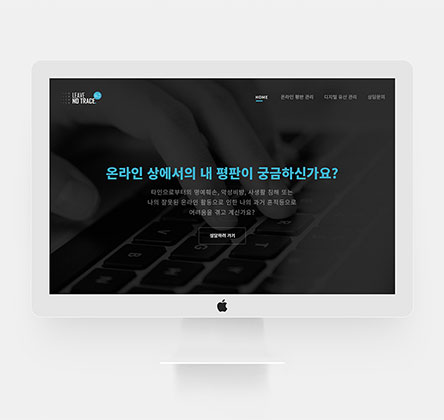 LEAVE
NO TRACE.
HOME 온라인 평판 관리 디지털 유산 관리 상담문의
온라인 상에서의 내 평판이 궁금하신가요?
타인으로부터의 명예훼손, 악성비방, 사생활 침해 또는
나의 잘못된 온라인 활동으로 인한 나의 과거 흔적등으로
어려움을 겪고 계신가요?
상담하러 가기